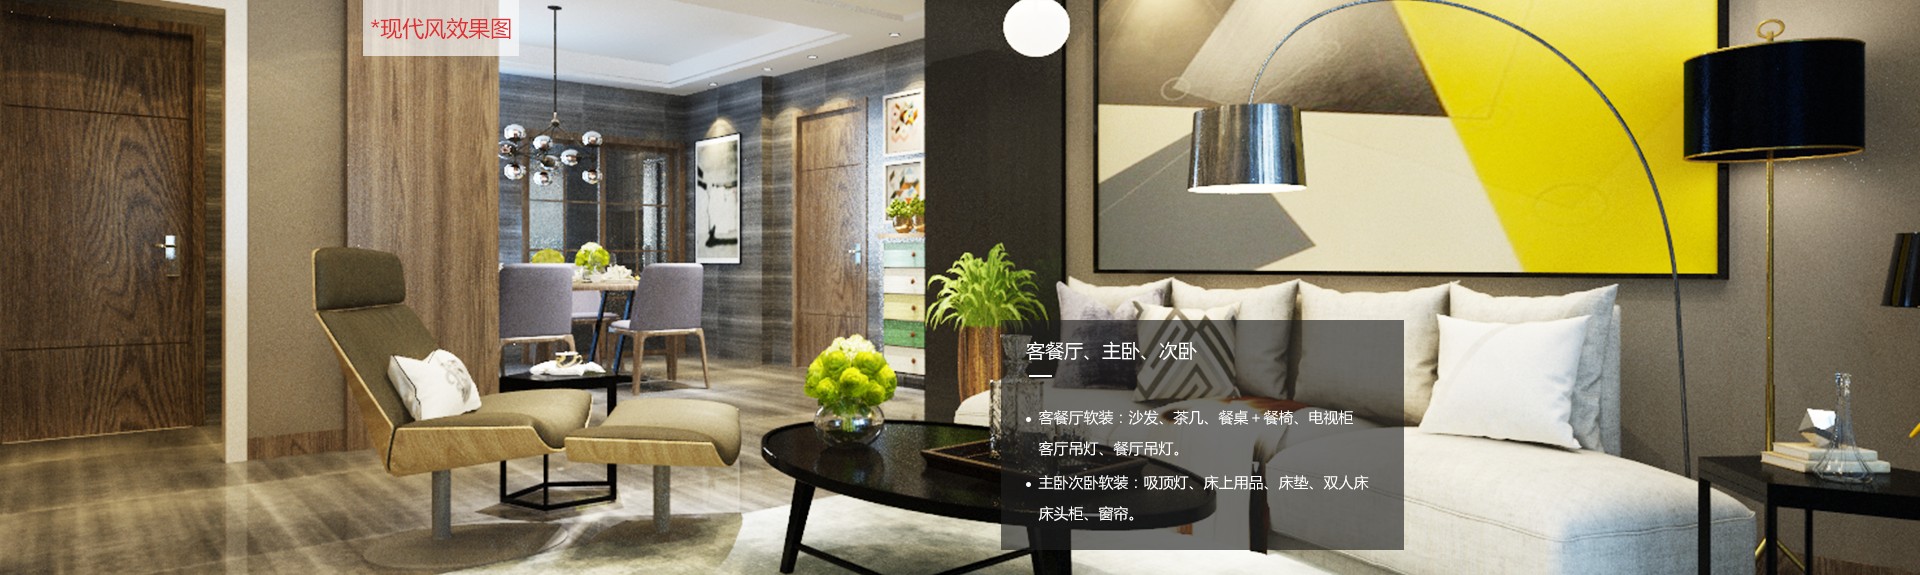 *现代风效果图
客餐厅、主卧、次卧
客餐厅软装：沙发、茶几、餐桌＋餐椅、电视柜
客厅吊灯、餐厅吊灯。
主卧次卧软装：吸顶灯、床上用品、床垫、双人床
床头柜、窗帘。